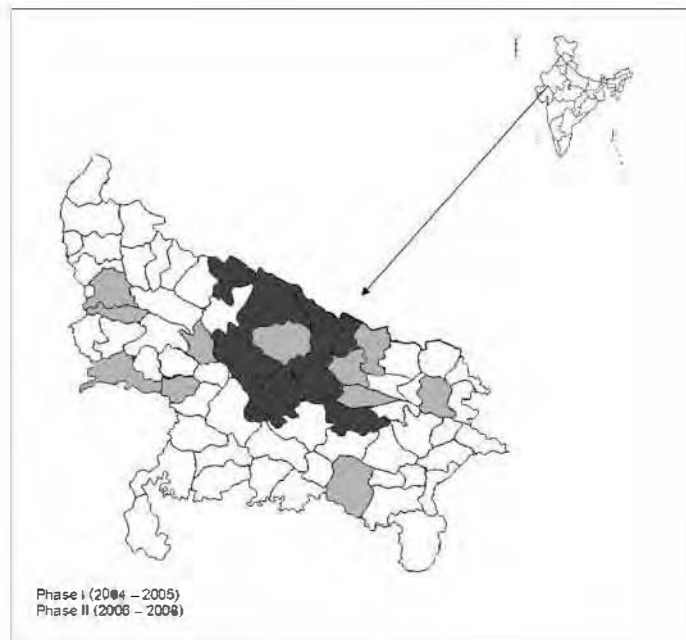 Phase I (2004 – 2005)
Phase II (2006 – 2008)